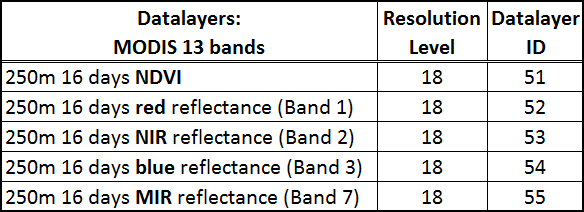 Datalayers: Resolution Datalayer
MODIS 13 bands Level ID
250m 16 days NDVI 18 51
250m 16 days red reflectance (Band 1) 18 52
250m 16 days NIR reflectance (Band 2) 18 53
250m 16 days blue reflectance (Band 3) 18 54
250m 16 days MIR reflectance (Band 7) 18 55